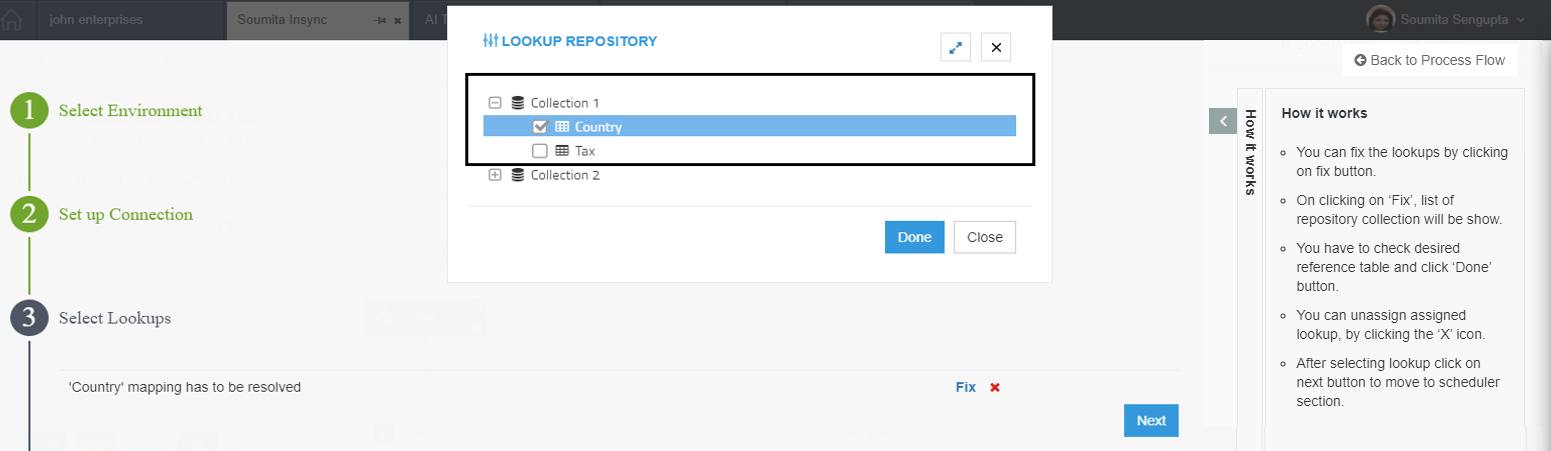 john enterprises
Soumita Insync
AI T
Soumita Sengupta
LOOKUP REPOSITORY
Back to Process Flow
Collection 1
Country
Tax
Collection 2
Done
Close
1
Select Environment
2
Set up Connection
3
Select Lookups
'Country' mapping has to be resolved
Fix
Next
How it works
How it works
You can fix the lookups by clicking
on fix button.
On clicking on ‘Fix’, list of
repository collection will be show.
You have to check desired
reference table and click ‘Done’
button.
You can unassign assigned
lookup, by clicking the ‘X’ icon.
After selecting lookup click on
next button to move to scheduler
section.